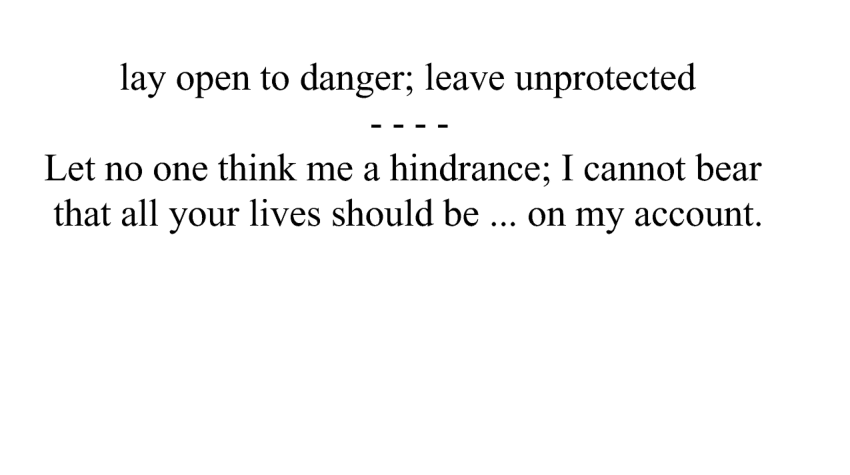 lay open to danger; leave unprotected
- - - -
Let no one think me a hindrance; I cannot bear
that all your lives should be ... on my account.